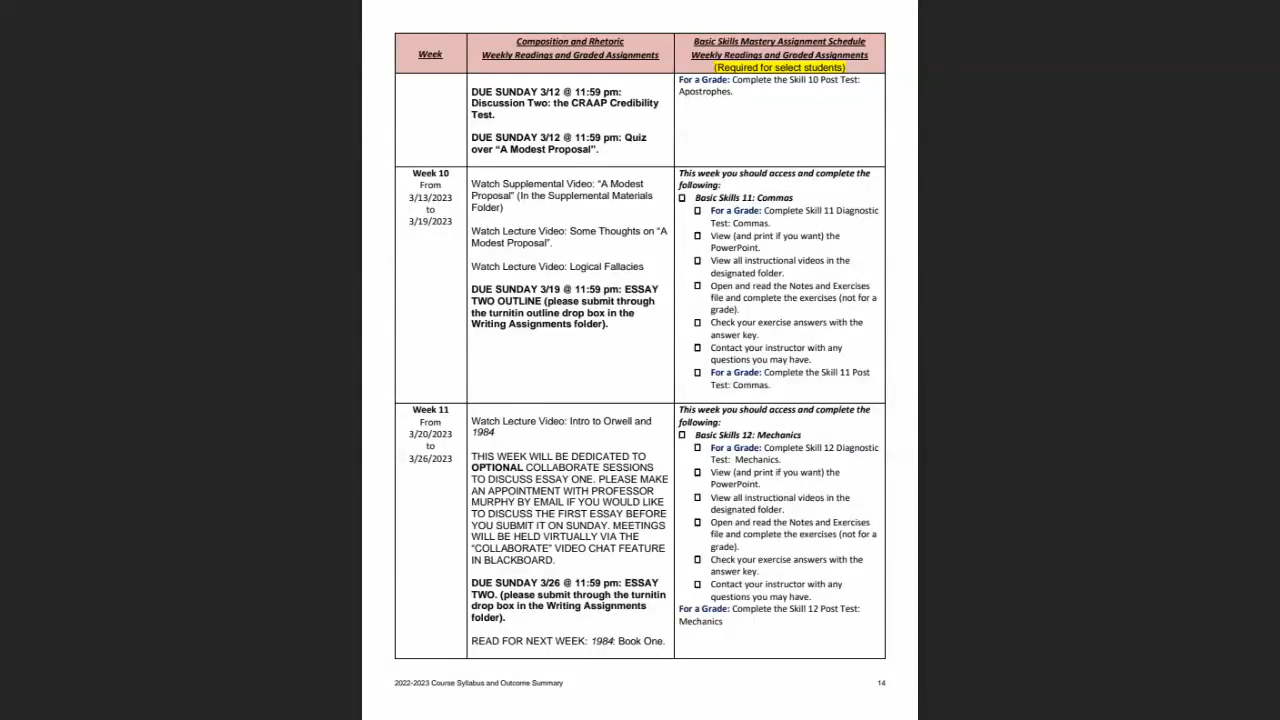 Week
Composition and Rhetoric
Weekly Readings and Graded Assignments
Basic Skills Mastery Assignment Schedule
Weekly Readings and Graded Assignments
(Required for select students)
DUE SUNDAY 3/12 @ 11:59 pm:
Discussion Two: the CRAAP Credibility
Test.
DUE SUNDAY 3/12 @ 11:59 pm: Quiz
over “A Modest Proposal”.
For a Grade: Complete the Skill 10 Post Test:
Apostrophes.
Week 10
From
3/13/2023
to
3/19/2023
Watch Supplemental Video: “A Modest
Proposal” (In the Supplemental Materials
Folder)
Watch Lecture Video: Some Thoughts on “A
Modest Proposal”.
Watch Lecture Video: Logical Fallacies
DUE SUNDAY 3/19 @ 11:59 pm: ESSAY
TWO OUTLINE (please submit through
the turnitin outline drop box in the
Writing Assignments folder).
This week you should access and complete the
following:
Basic Skills 11: Commas
For a Grade: Complete Skill 11 Diagnostic
Test: Commas.
View (and print if you want) the
PowerPoint.
View all instructional videos in the
designated folder.
Open and read the Notes and Exercises
file and complete the exercises (not for a
grade).
Check your exercise answers with the
answer key.
Contact your instructor with any
questions you may have.
For a Grade: Complete the Skill 11 Post
Test: Commas.
Week 11
From
3/20/2023
to
3/26/2023
Watch Lecture Video: Intro to Orwell and
1984
THIS WEEK WILL BE DEDICATED TO
OPTIONAL COLLABORATE SESSIONS
TO DISCUSS ESSAY ONE. PLEASE MAKE
AN APPOINTMENT WITH PROFESSOR
MURPHY BY EMAIL IF YOU WOULD LIKE
TO DISCUSS THE FIRST ESSAY BEFORE
YOU SUBMIT IT ON SUNDAY. MEETINGS
WILL BE HELD VIRTUALLY VIA THE
“COLLABORATE” VIDEO CHAT FEATURE
IN BLACKBOARD.
DUE SUNDAY 3/26 @ 11:59 pm: ESSAY
TWO. (please submit through the turnitin
drop box in the Writing Assignments
folder).
READ FOR NEXT WEEK: 1984: Book One.
This week you should access and complete the
following:
Basic Skills 12: Mechanics
For a Grade: Complete Skill 12 Diagnostic
Test: Mechanics.
View (and print if you want) the
PowerPoint.
View all instructional videos in the
designated folder.
Open and read the Notes and Exercises
file and complete the exercises (not for a
grade).
Check your exercise answers with the
answer key.
Contact your instructor with any
questions you may have.
For a Grade: Complete the Skill 12 Post Test:
Mechanics
2022-2023 Course Syllabus and Outcome Summary
14